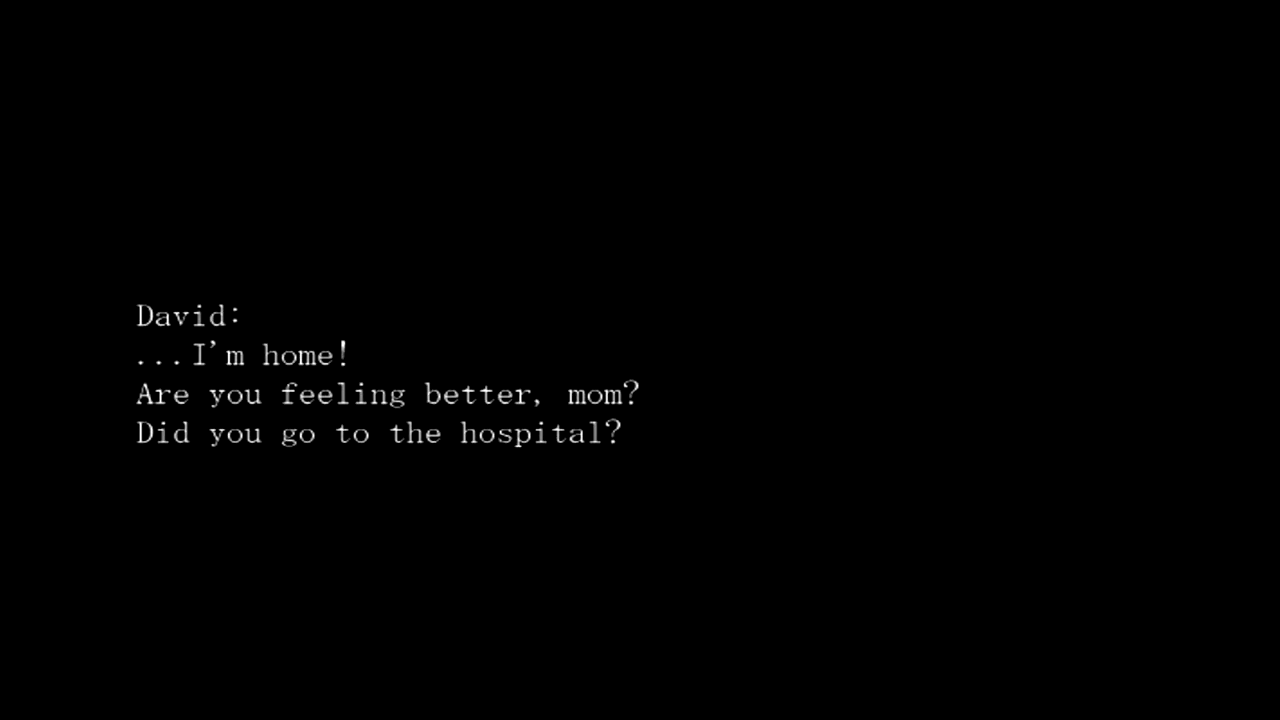 David:
...I'm home!
Are you feeling better, mom?
Did you go to the hospital?